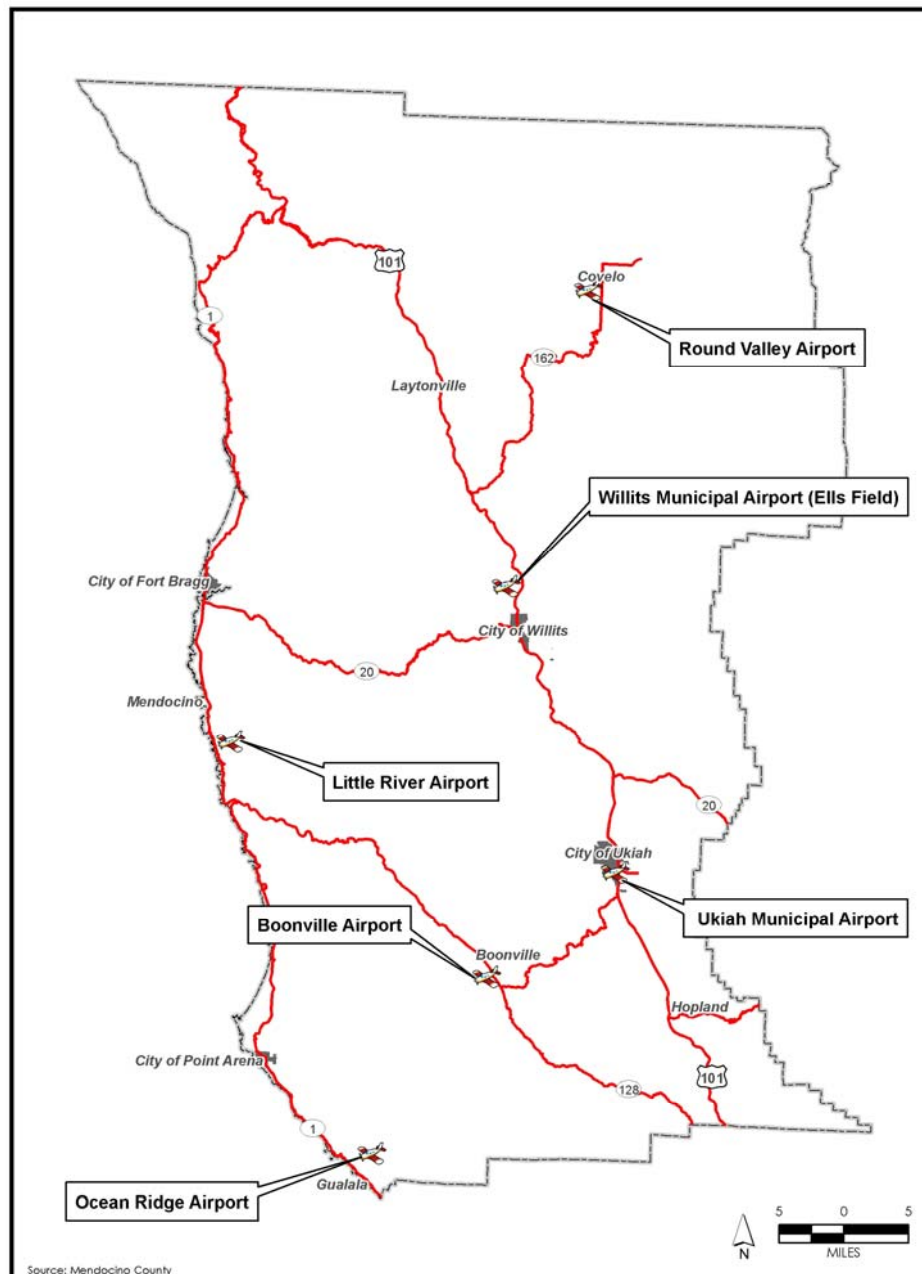 101
Covelo
1
Round Valley Airport
162
Laytonville
Willits Municipal Airport (Ells Field)
City of Fort Bragg
City of Willits
20
Mendocino
Little River Airport
20
City of Ukiah
Boonville Airport
Ukiah Municipal Airport
Boonville
Hopland
City of Point Arena
101
128
1
Ocean Ridge Airport
Gualala
5 0 5
MILES
N
Source: Mendocino County